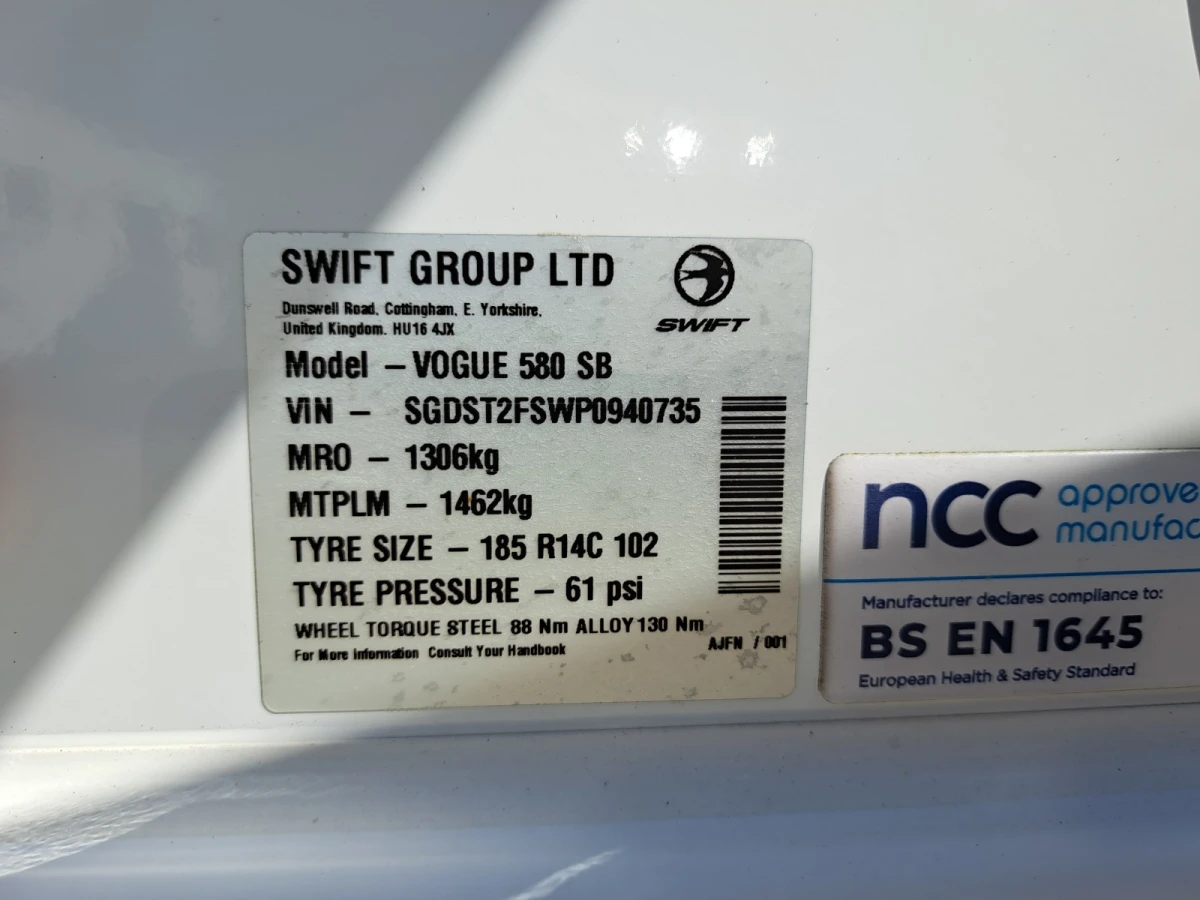 SWIFT GROUP LTD
Dunswell Road, Cottingham, E. Yorkshire,
United Kingdom. HU16 4JX
SWIFT
Model – VOGUE 580 SB
VIN – SGDST2FSWP0940735
MRO – 1306kg
MTPLM – 1462kg
TYRE SIZE – 185 R14C 102
TYRE PRESSURE – 61 psi
WHEEL TORQUE STEEL 88 Nm ALLOY 130 Nm
For More information Consult Your Handbook
AJFN / 001
ncc approve
manufac
Manufacturer declares compliance to:
BS EN 1645
European Health & Safety Standard